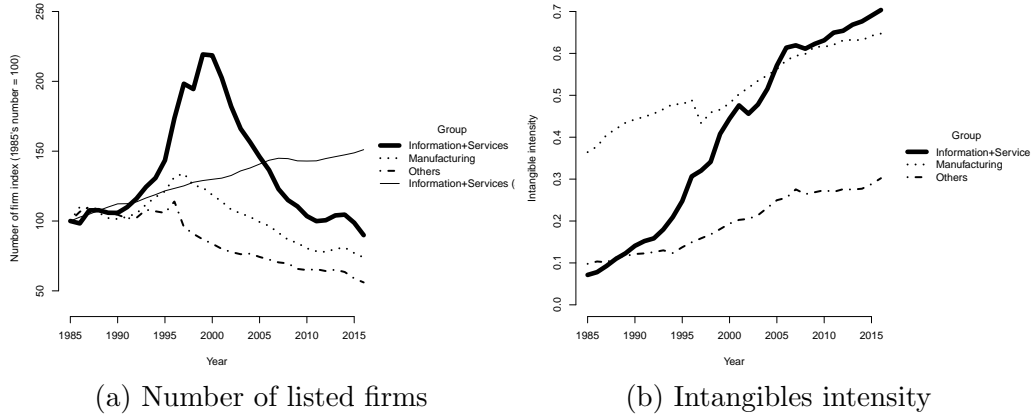 250
200
150
100
50
Number of firm index (1985's number = 100)
1985 1990 1995 2000 2005 2010 2015
Year
Group
Information+Services
Manufacturing
Others
Information+Services (
(a) Number of listed firms
0.7
0.6
0.5
0.4
0.3
0.2
0.1
0.0
Intangible intensity
1985 1990 1995 2000 2005 2010 2015
Year
Group
Information+Service
Manufacturing
Others
(b) Intangibles intensity